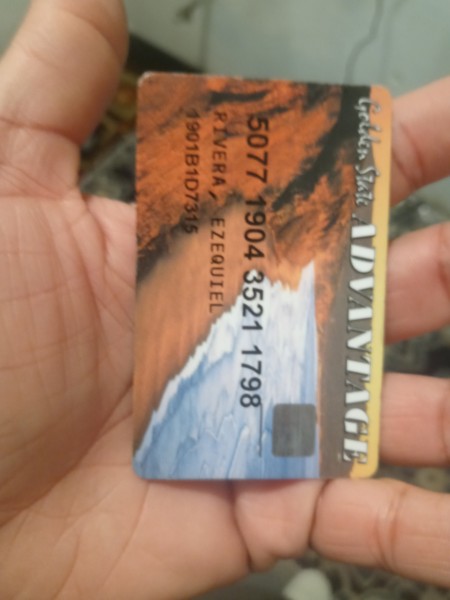 Golden State ADVANTAGE
5077 1904 3521 1798
RIVERA, EZEQUIEL
1901B1D7315